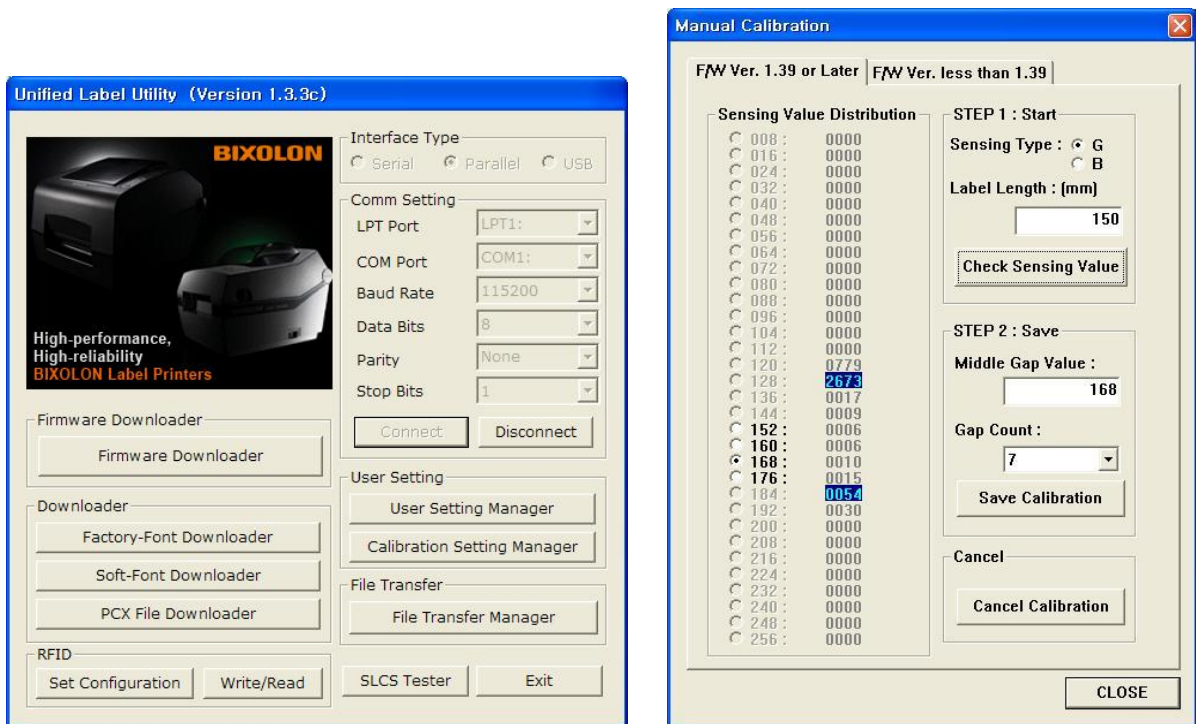 Unified Label Utility (Version 1.3.3c)
BIXOLON
High-performance,
High-reliability
BIXOLON Label Printers
Interface Type
Serial Parallel USB
Comm Setting
LPT Port LPT1:
COM Port COM1:
Baud Rate 115200
Data Bits 8
Parity None
Stop Bits 1
Connect Disconnect
Firmware Downloader
Firmware Downloader
Downloader
Factory-Font Downloader
Soft-Font Downloader
PCX File Downloader
RFID
Set Configuration Write/Read
User Setting
User Setting Manager
Calibration Setting Manager
File Transfer
File Transfer Manager
SLCS Tester Exit
Manual Calibration
F/W Ver. 1.39 or Later F/W Ver. less than 1.39
Sensing Value Distribution
008 : 0000
016 : 0000
024 : 0000
032 : 0000
040 : 0000
048 : 0000
056 : 0000
064 : 0000
072 : 0000
080 : 0000
088 : 0000
096 : 0000
104 : 0000
112 : 0000
120 : 0779
128 : 2673
136 : 0017
144 : 0009
152 : 0006
160 : 0006
168 : 0010
176 : 0015
184 : 0054
192 : 0030
200 : 0000
208 : 0000
216 : 0000
224 : 0000
232 : 0000
240 : 0000
248 : 0000
256 : 0000
STEP 1 : Start
Sensing Type : G
B
Label Length : (mm)
150
Check Sensing Value
STEP 2 : Save
Middle Gap Value :
168
Gap Count :
7
Save Calibration
Cancel
Cancel Calibration
CLOSE